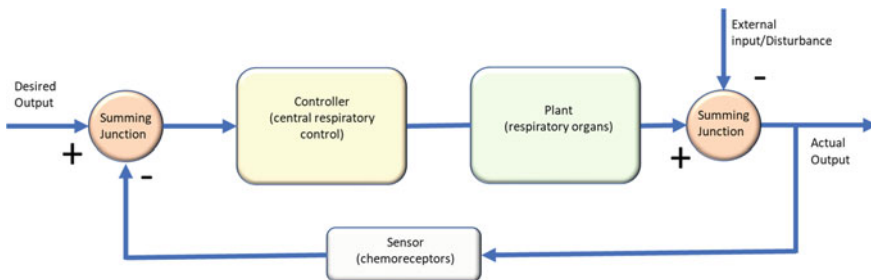 External
input/Disturbance
-
Desired
Output
Summing
Junction
Controller
(central respiratory
control)
Plant
(respiratory organs)
Summing
Junction
+
-
+
Actual
Output
Sensor
(chemoreceptors)